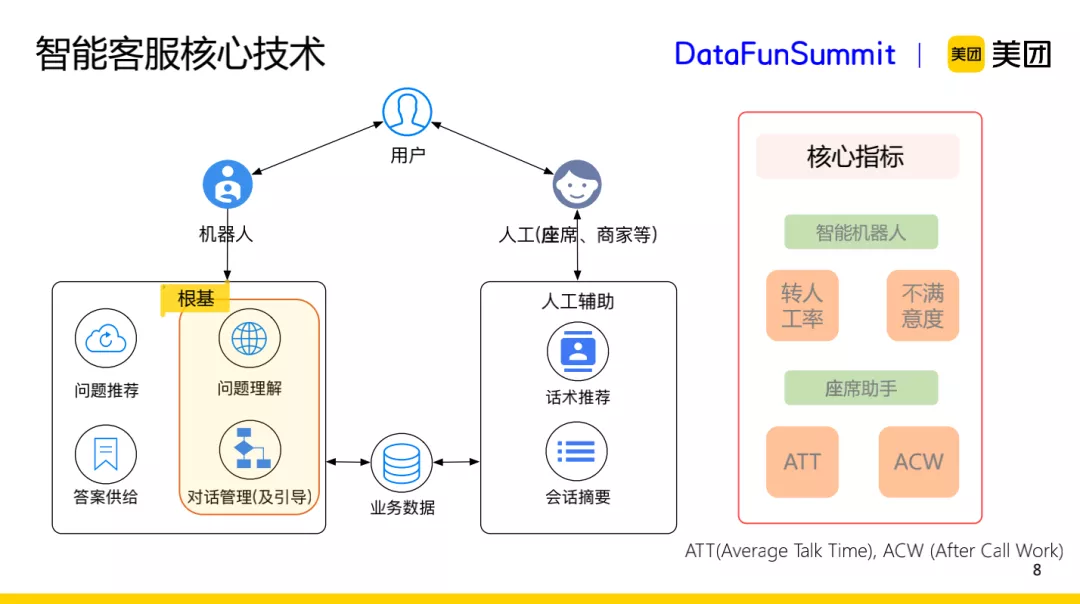 智能客服核心技术
DataFunSummit
美团
美团
用户
机器人
人工(座席、商家等)
根基
问题推荐
问题理解
答案供给
对话管理(及引导)
业务数据
人工辅助
话术推荐
会话摘要
核心指标
智能机器人
转人
工率
不满
意度
座席助手
ATT
ACW
ATT(Average Talk Time), ACW (After Call Work)
8